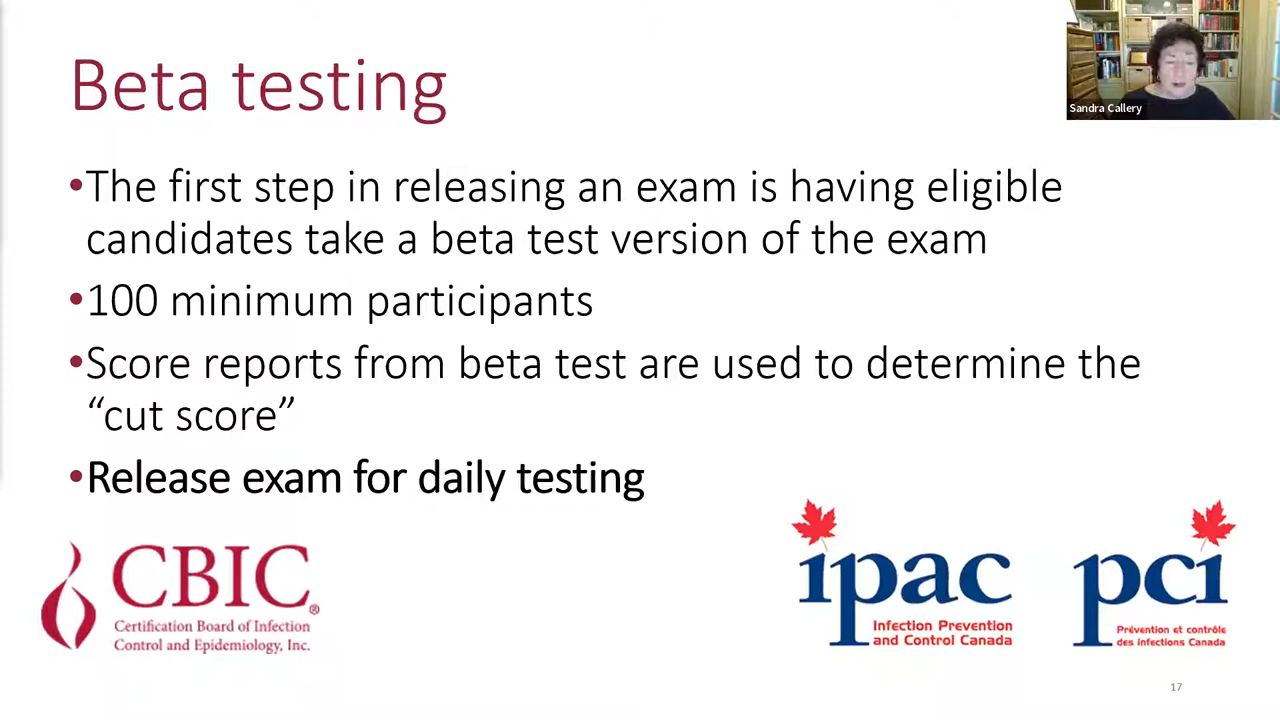 Beta testing
Sandra Callery
•The first step in releasing an exam is having eligible
candidates take a beta test version of the exam
•100 minimum participants
•Score reports from beta test are used to determine the
“cut score”
•Release exam for daily testing
CBIC®
Certification Board of Infection
Control and Epidemiology, Inc.
ipac
Infection Prevention
and Control Canada
pci
Prévention et contrôle
des infections Canada
17